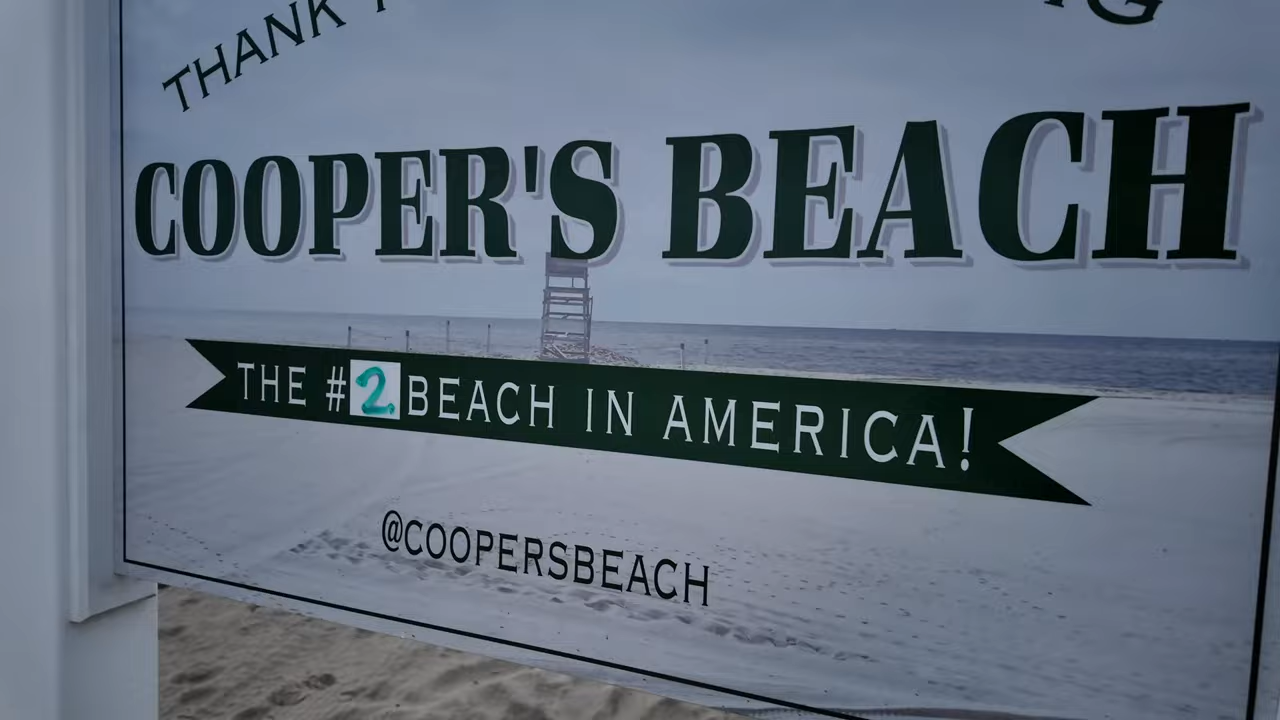 THANK
COOPER'S BEACH
THE #2 BEACH IN AMERICA!
@COOPERSBEACH